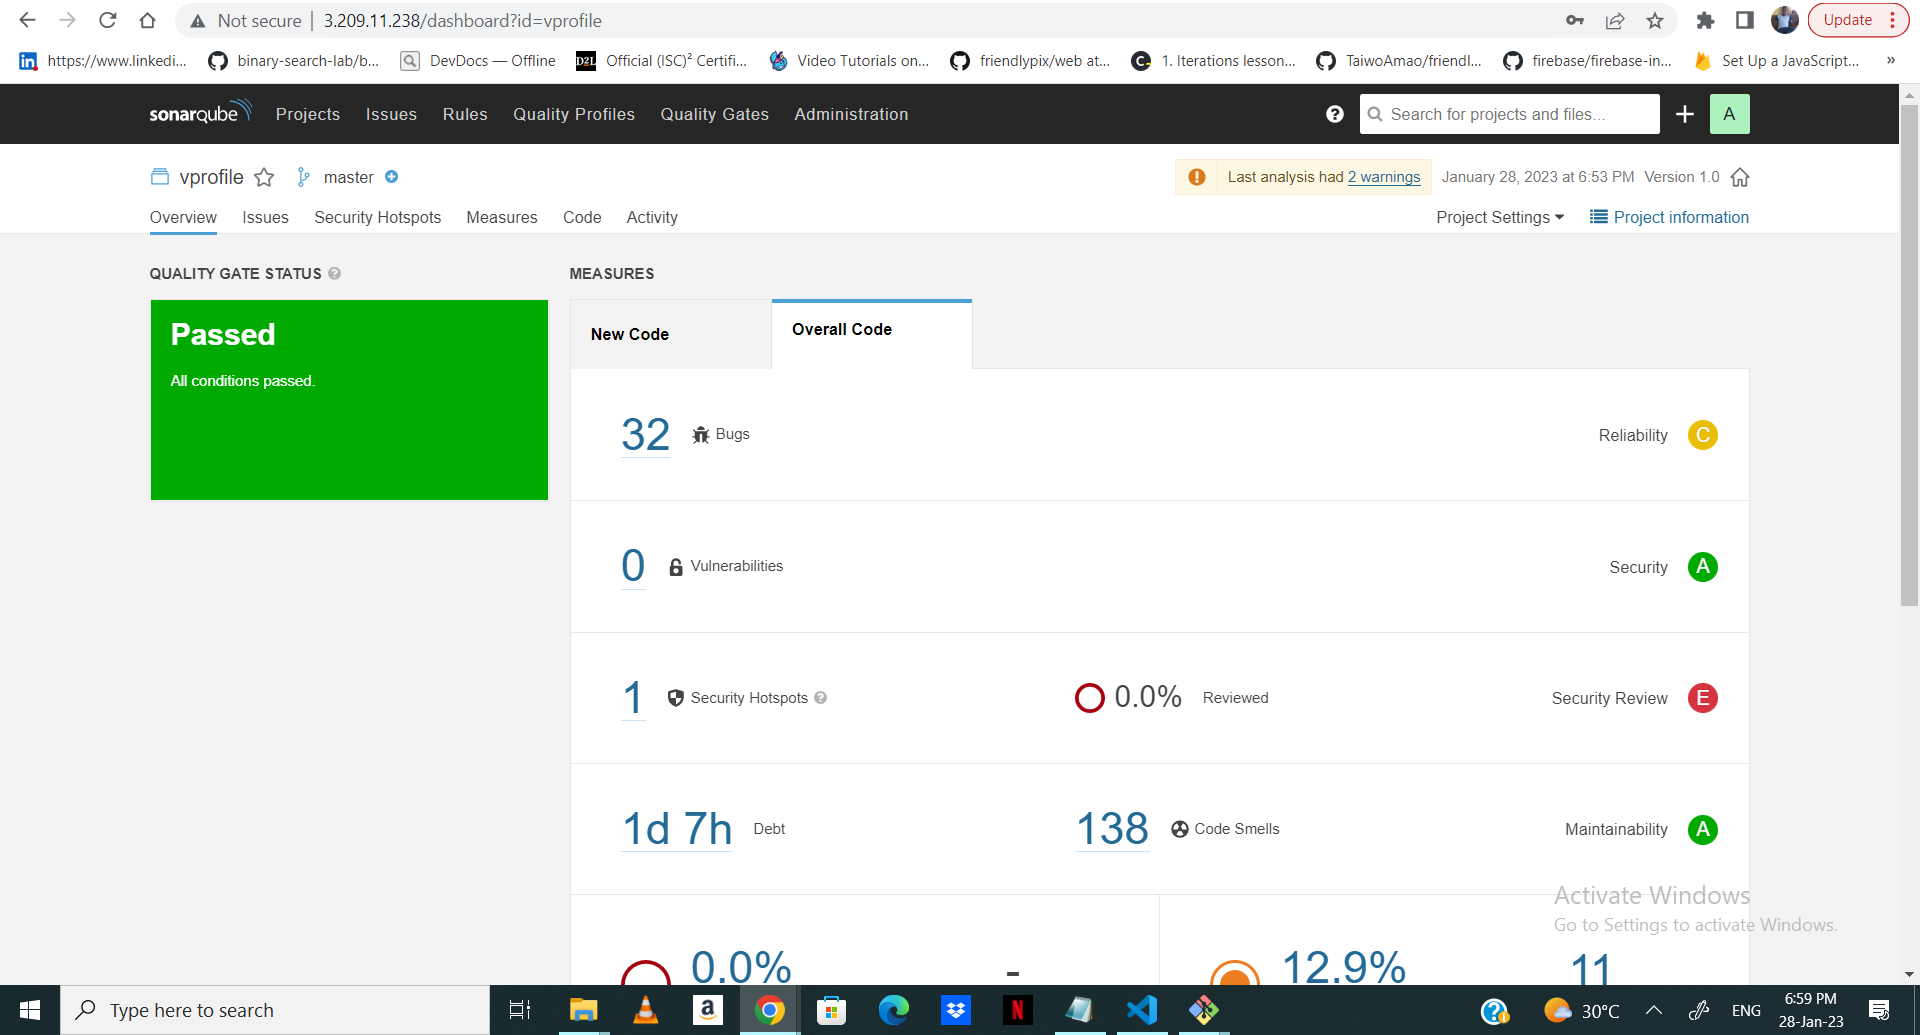 Not secure | 3.209.11.238/dashboard?id=vprofile
Update
https://www.linkedi...
binary-search-lab/b...
DevDocs — Offline
D2L
Official (ISC)² Certifi...
Video Tutorials on...
friendlypix/web at...
1. Iterations lesson...
TaiwoAmao/friendl...
firebase/firebase-in...
Set Up a JavaScript...
»
sonarqube
Projects
Issues
Rules
Quality Profiles
Quality Gates
Administration
Search for projects and files...
A
vprofile
master
Last analysis had 2 warnings
January 28, 2023 at 6:53 PM
Version 1.0
Overview
Issues
Security Hotspots
Measures
Code
Activity
Project Settings
Project information
QUALITY GATE STATUS
MEASURES
Passed
All conditions passed.
New Code
Overall Code
32 Bugs
Reliability C
0 Vulnerabilities
Security A
1 Security Hotspots
0.0% Reviewed
Security Review E
1d 7h Debt
138 Code Smells
Maintainability A
0.0%
-
12.9%
11
Activate Windows
Go to Settings to activate Windows.
Type here to search
30°C
ENG
6:59 PM
28-Jan-23